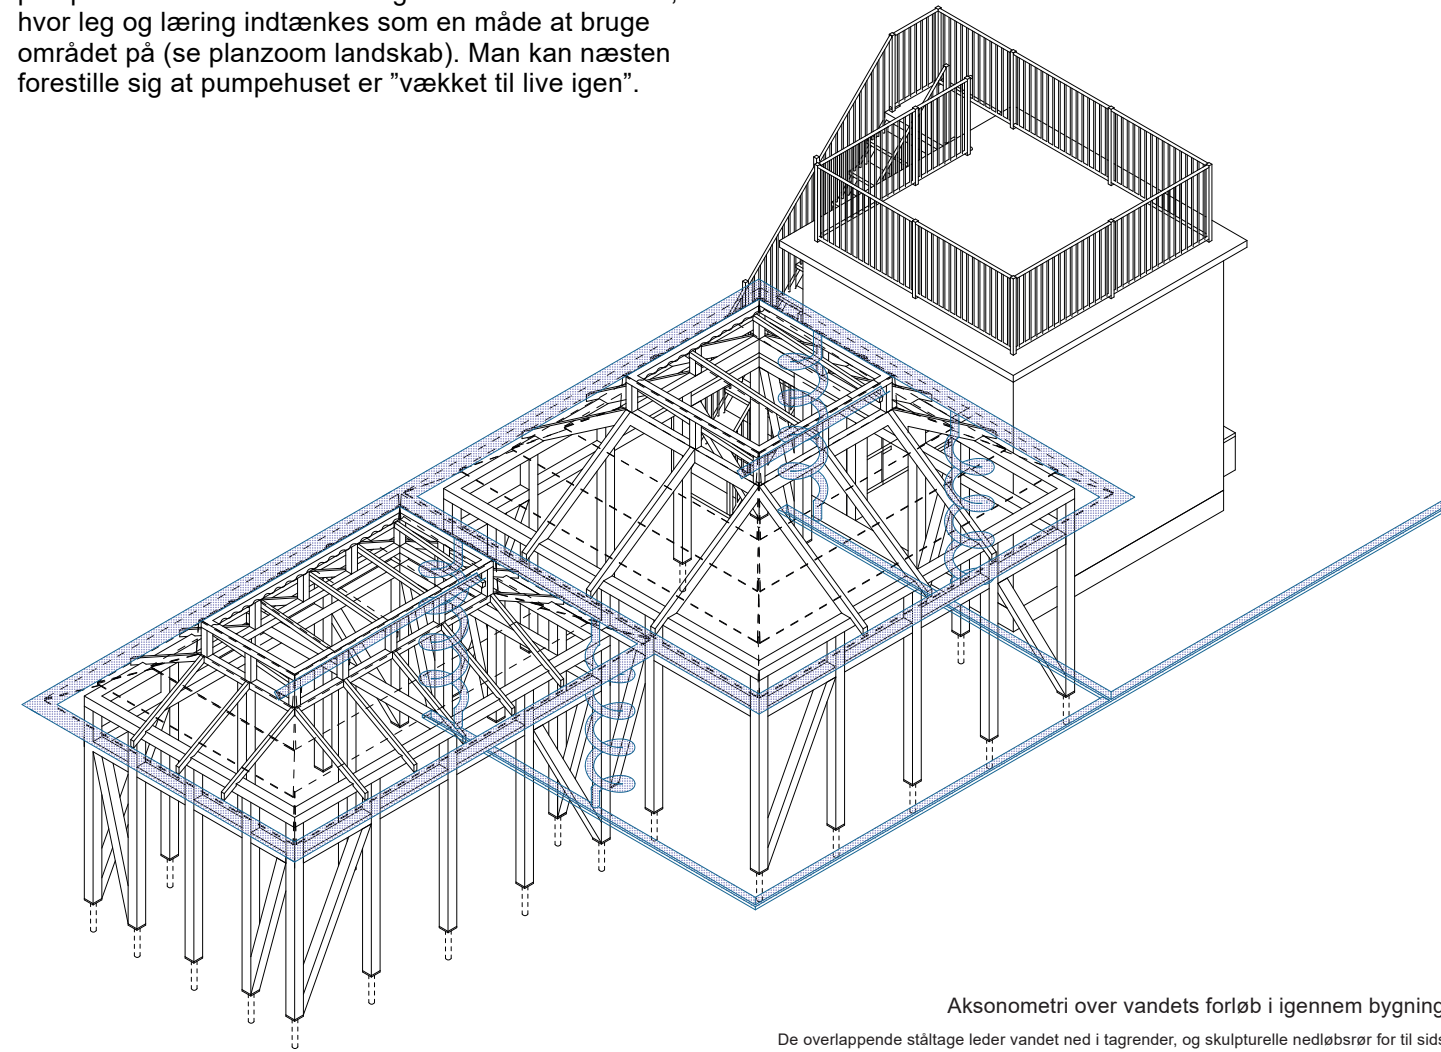 hvor leg og læring indtænkes som en måde at bruge
området på (se planzoom landskab). Man kan næsten
forestille sig at pumpehuset er ”vækket til live igen”.
Aksonometri over vandets forløb i igennem bygning
De overlappende ståltage leder vandet ned i tagrender, og skulpturelle nedløbsrør for til sids